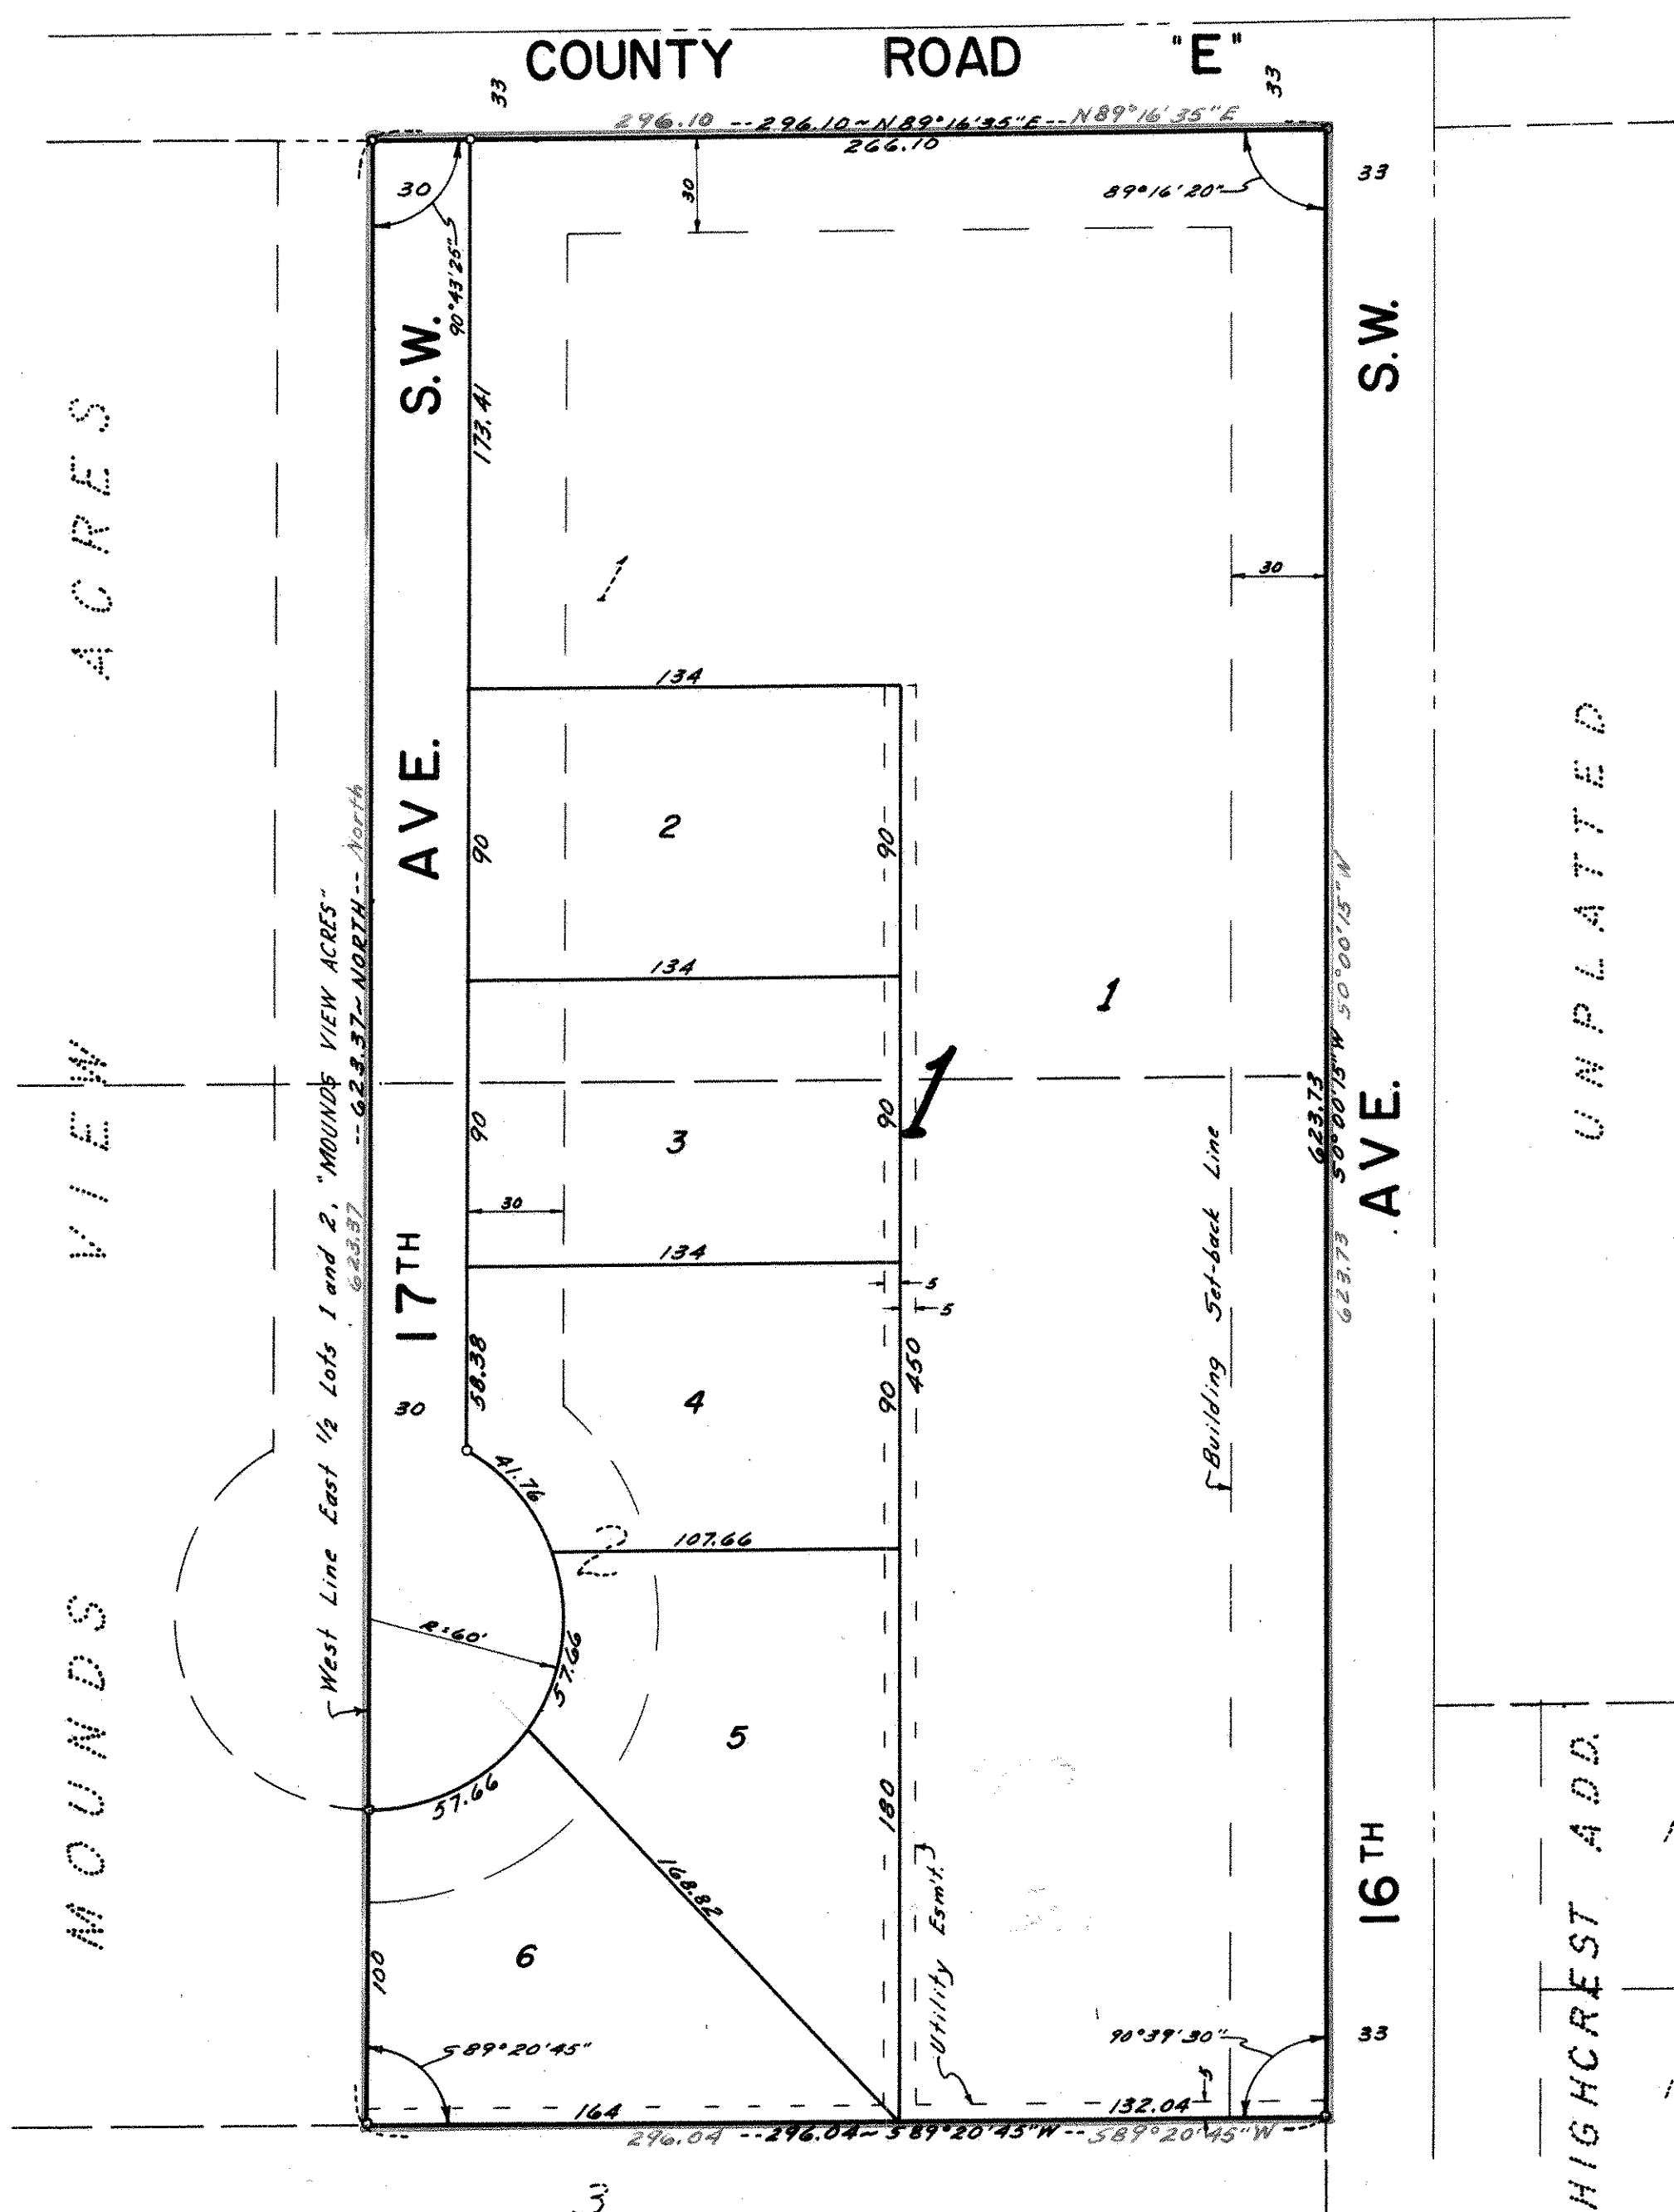 COUNTY ROAD "E"
33
33
296.10 --296.10~N89°16'35"E-- N89°16'35"E
266.10
30
30
89°16'20"
33
90°43'25"
S.W.
S.W.
173.41
ACRES
1
30
134
2
AVE.
90
90
134
1
1
UNPLATTED
West Line East 1/2 Lots 1 and 2, "MOUNDS VIEW ACRES"
623.37 --623.37~NORTH-- North
623.73 S0°00'15"W
623.73 S0°00'15"W
VIEW
90
3
90
AVE.
30
134
5
5
17TH
58.38
30
4
90
450
Building Set-back Line
41.76
2
107.66
R=60'
57.66
MOUNDS
5
57.66
180
168.82
Utility Esm't.
16TH
HIGHCREST ADD.
6
100
S89°20'45"
90°39'30"
33
5
164
132.04
296.04 --296.04~S89°20'45"W-- S89°20'45"W
3